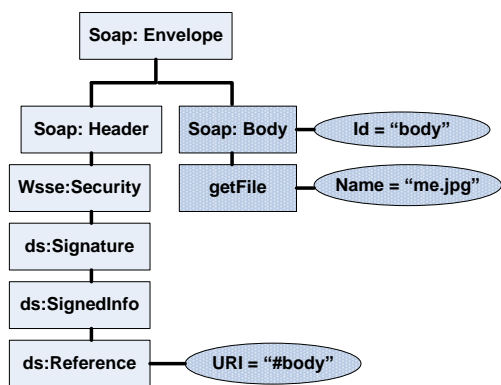 Soap: Envelope
Soap: Header
Soap: Body
Id = “body”
Wsse:Security
getFile
Name = “me.jpg”
ds:Signature
ds:SignedInfo
ds:Reference
URI = “#body”